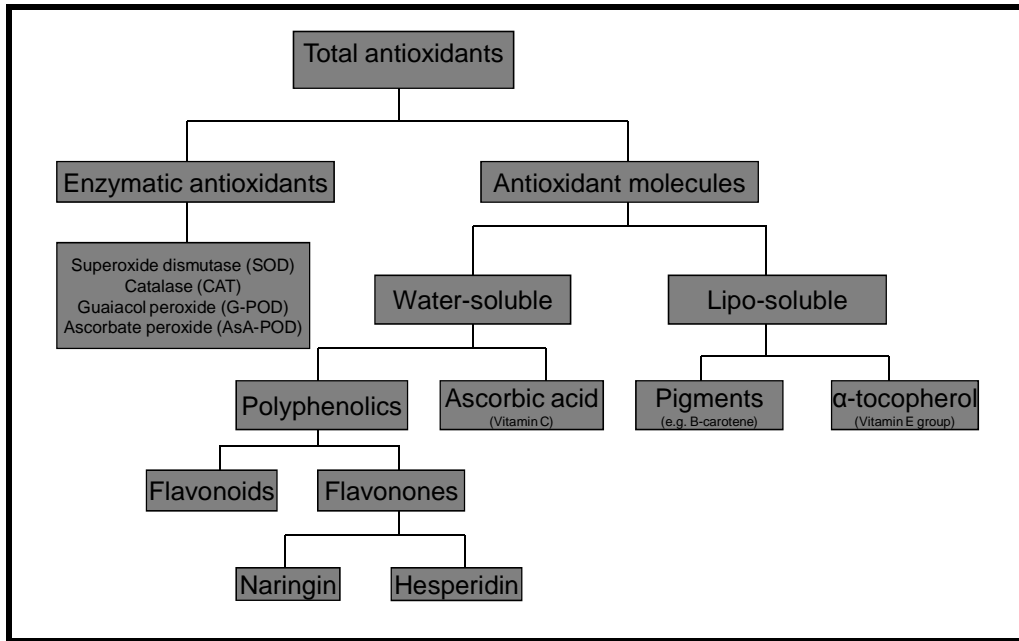 Total antioxidants
Enzymatic antioxidants
Antioxidant molecules
Superoxide dismutase (SOD)
Catalase (CAT)
Guaiacol peroxide (G-POD)
Ascorbate peroxide (AsA-POD)
Water-soluble
Lipo-soluble
Polyphenolics
Ascorbic acid
(Vitamin C)
Pigments
(e.g. B-carotene)
α-tocopherol
(Vitamin E group)
Flavonoids
Flavonones
Naringin
Hesperidin